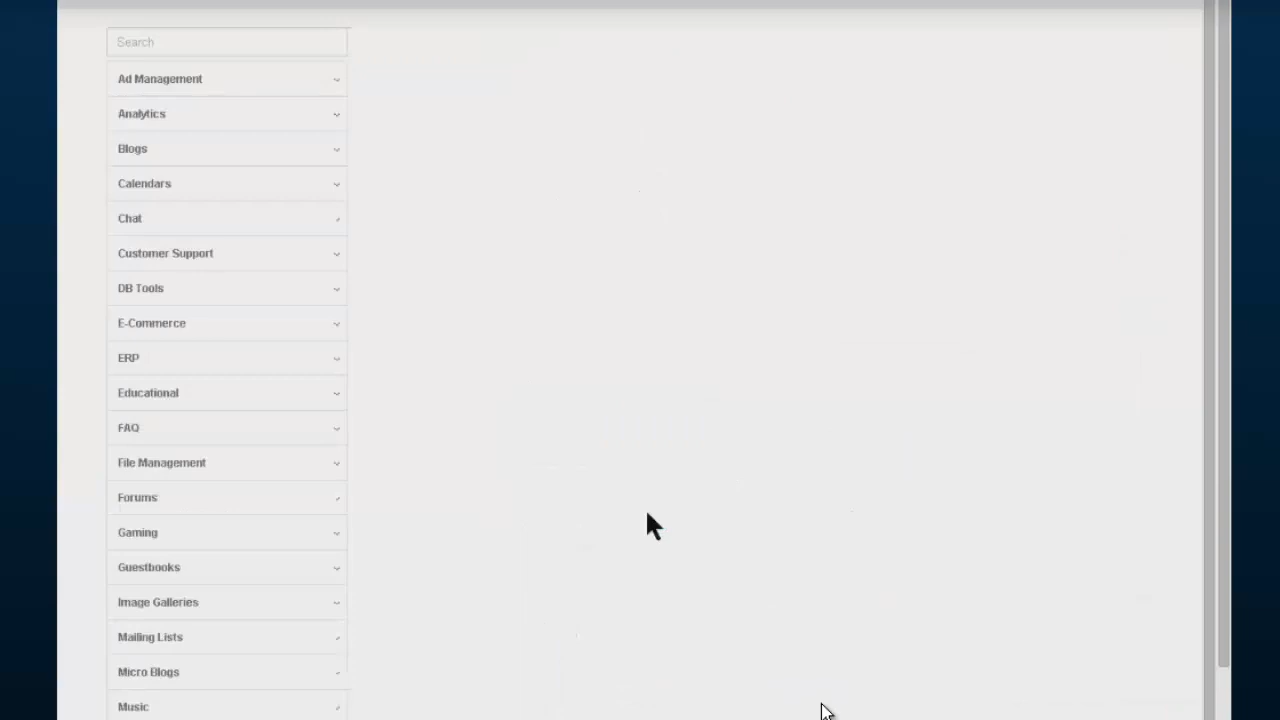 Search
Ad Management
Analytics
Blogs
Calendars
Chat
Customer Support
DB Tools
E-Commerce
ERP
Educational
FAQ
File Management
Forums
Gaming
Guestbooks
Image Galleries
Mailing Lists
Micro Blogs
Music